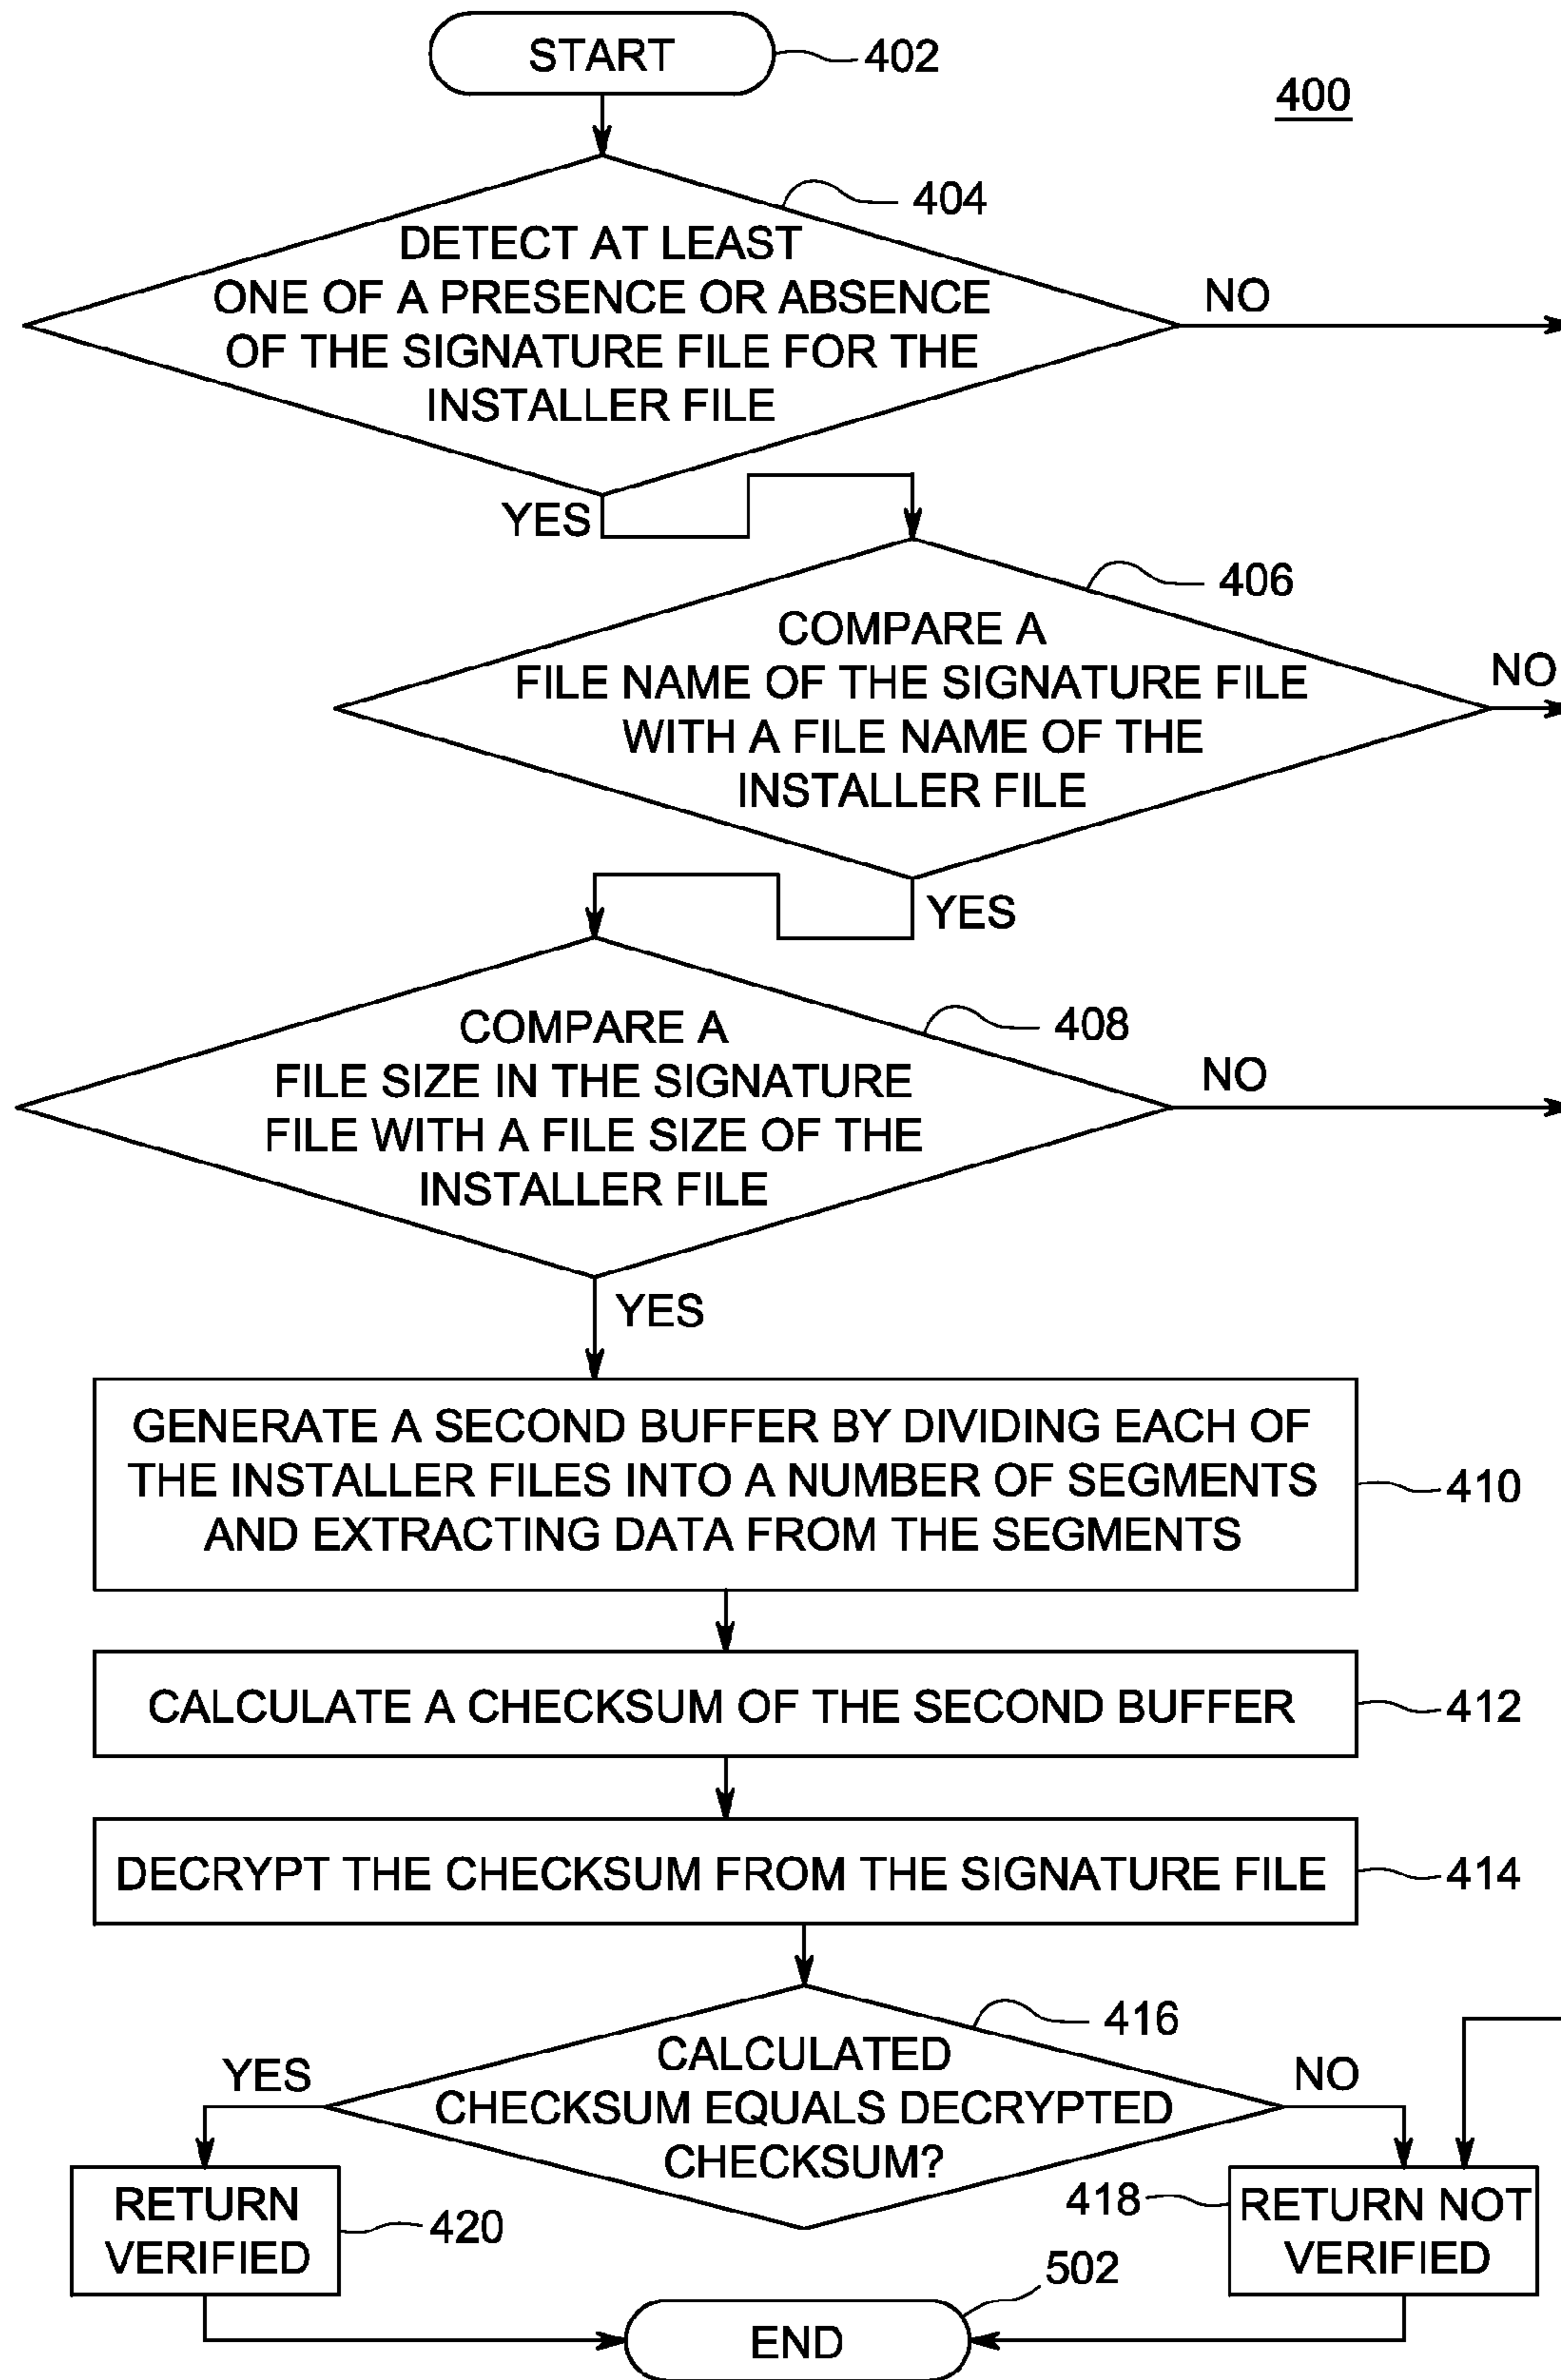 START
402
400
404
DETECT AT LEAST
ONE OF A PRESENCE OR ABSENCE
OF THE SIGNATURE FILE FOR THE
INSTALLER FILE
NO
YES
406
COMPARE A
FILE NAME OF THE SIGNATURE FILE
WITH A FILE NAME OF THE
INSTALLER FILE
NO
YES
408
COMPARE A
FILE SIZE IN THE SIGNATURE
FILE WITH A FILE SIZE OF THE
INSTALLER FILE
NO
YES
GENERATE A SECOND BUFFER BY DIVIDING EACH OF
THE INSTALLER FILES INTO A NUMBER OF SEGMENTS
AND EXTRACTING DATA FROM THE SEGMENTS
410
CALCULATE A CHECKSUM OF THE SECOND BUFFER
412
DECRYPT THE CHECKSUM FROM THE SIGNATURE FILE
414
416
CALCULATED
CHECKSUM EQUALS DECRYPTED
CHECKSUM?
YES
NO
RETURN
VERIFIED
420
418
RETURN NOT
VERIFIED
502
END